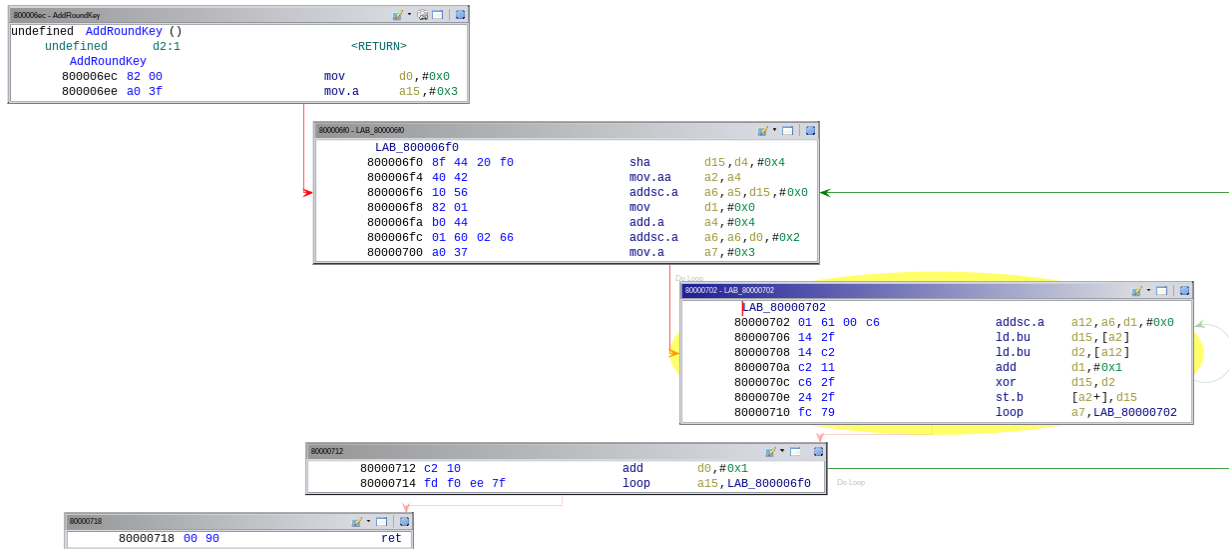 800006ec - AddRoundKey
undefined AddRoundKey ()
undefined d2:1 <RETURN>
AddRoundKey
800006ec 82 00 mov d0,#0x0
800006ee a0 3f mov.a a15,#0x3
800006f0 - LAB_800006f0
LAB_800006f0
800006f0 8f 44 20 f0 sha d15,d4,#0x4
800006f4 40 42 mov.aa a2,a4
800006f6 10 56 addsc.a a6,a5,d15,#0x0
800006f8 82 01 mov d1,#0x0
800006fa b0 44 add.a a4,#0x4
800006fc 01 60 02 66 addsc.a a6,a6,d0,#0x2
80000700 a0 37 mov.a a7,#0x3
Do Loop
80000702 - LAB_80000702
LAB_80000702
80000702 01 61 00 c6 addsc.a a12,a6,d1,#0x0
80000706 14 2f ld.bu d15,[a2]
80000708 14 c2 ld.bu d2,[a12]
8000070a c2 11 add d1,#0x1
8000070c c6 2f xor d15,d2
8000070e 24 2f st.b [a2+],d15
80000710 fc 79 loop a7,LAB_80000702
80000712
80000712 c2 10 add d0,#0x1
80000714 fd f0 ee 7f loop a15,LAB_800006f0
Do Loop
80000718
80000718 00 90 ret